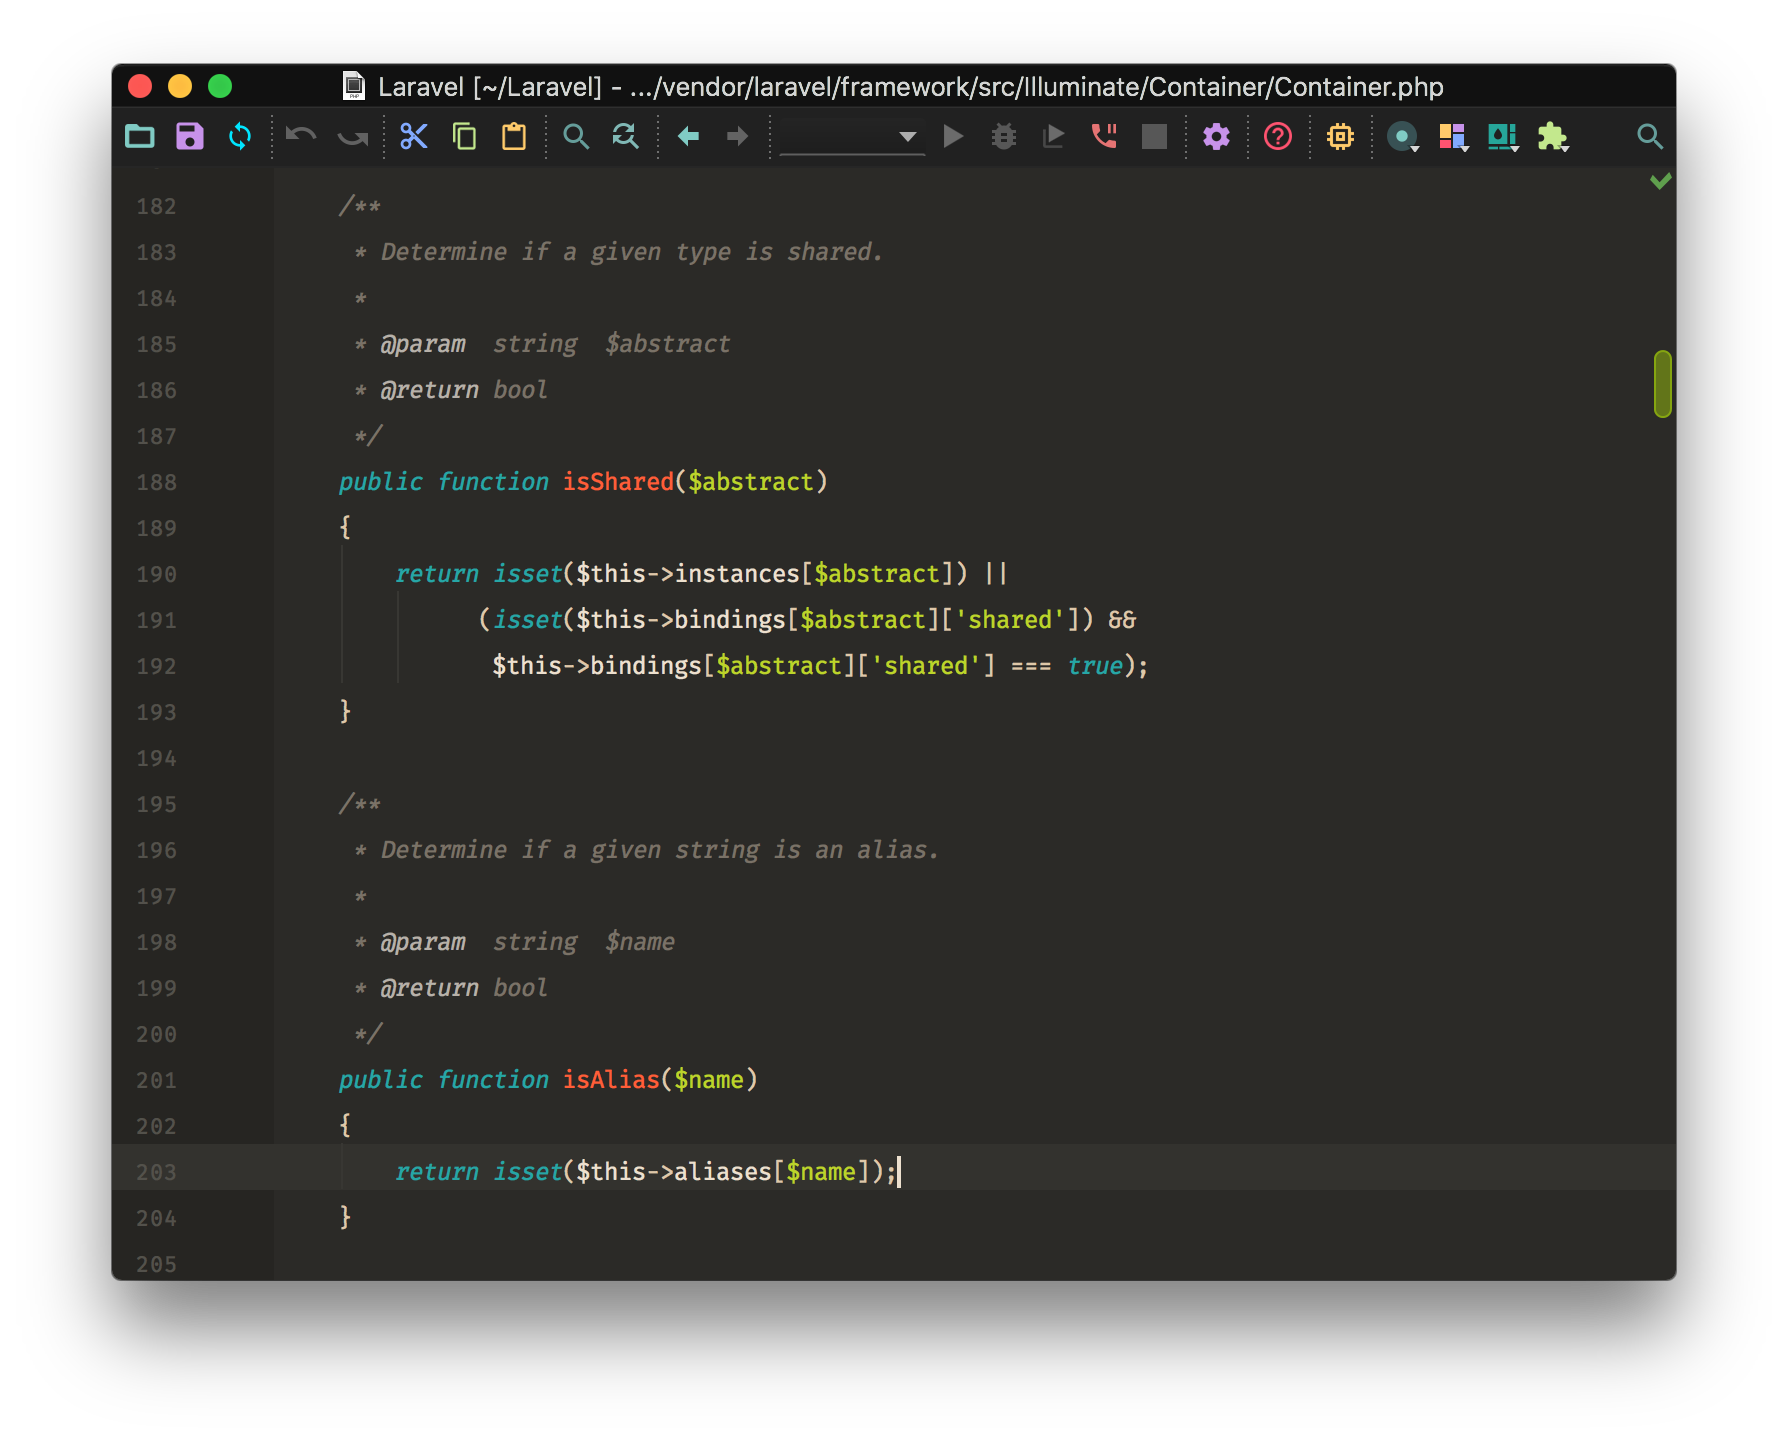 Laravel [~/Laravel] - .../vendor/laravel/framework/src/Illuminate/Container/Container.php
182 /**
183  * Determine if a given type is shared.
184  *
185  * @param  string  $abstract
186  * @return bool
187  */
188 public function isShared($abstract)
189 {
190     return isset($this->instances[$abstract]) ||
191           (isset($this->bindings[$abstract]['shared']) &&
192            $this->bindings[$abstract]['shared'] === true);
193 }
194
195 /**
196  * Determine if a given string is an alias.
197  *
198  * @param  string  $name
199  * @return bool
200  */
201 public function isAlias($name)
202 {
203     return isset($this->aliases[$name]);
204 }
205